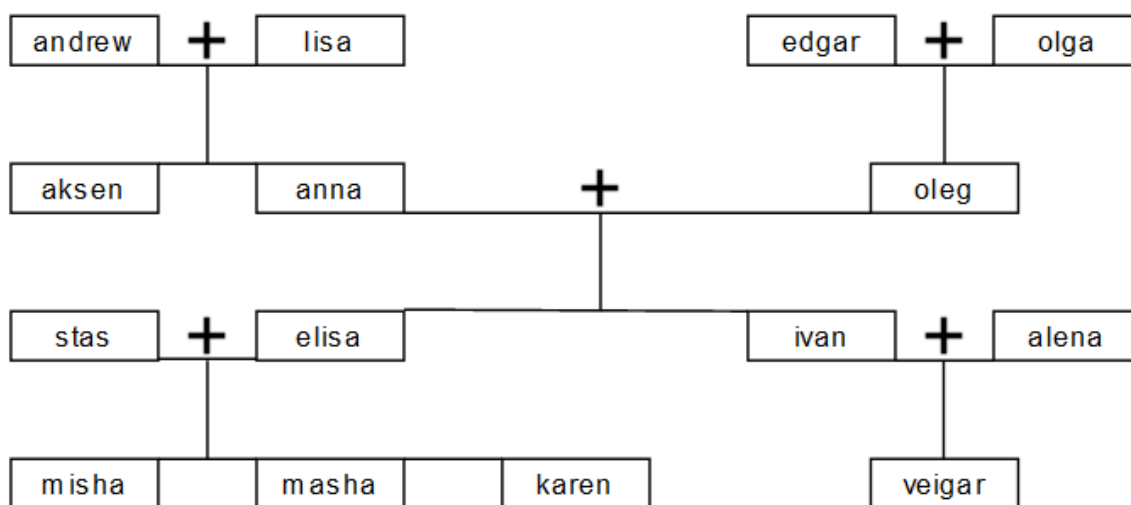 andrew + lisa edgar + olga
aksen anna + oleg
stas + elisa ivan + alena
misha masha karen veigar